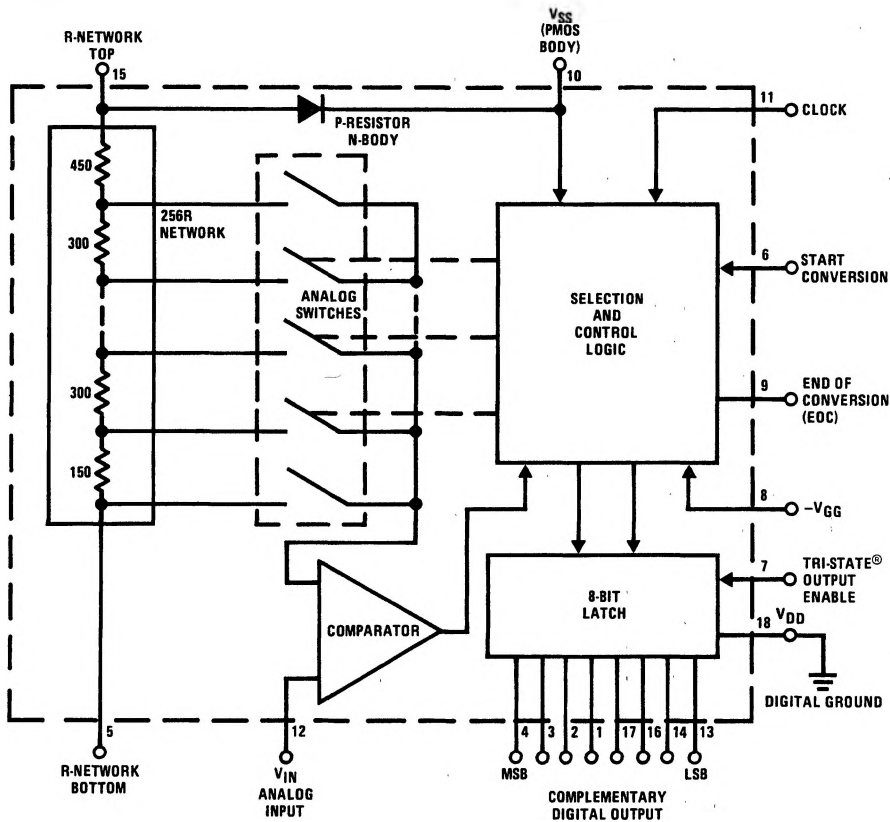 R-NETWORK
TOP
15
VSS
(PMOS
BODY)
10
11
CLOCK
P-RESISTOR
N-BODY
450
256R
NETWORK
300
ANALOG
SWITCHES
SELECTION
AND
CONTROL
LOGIC
6
START
CONVERSION
300
9
END OF
CONVERSION
(EOC)
150
8
–VGG
7
TRI-STATE®
OUTPUT
ENABLE
8-BIT
LATCH
COMPARATOR
18
VDD
DIGITAL GROUND
5
R-NETWORK
BOTTOM
12
VIN
ANALOG
INPUT
4 3 2 1 17 16 14 13
MSB LSB
COMPLEMENTARY
DIGITAL OUTPUT